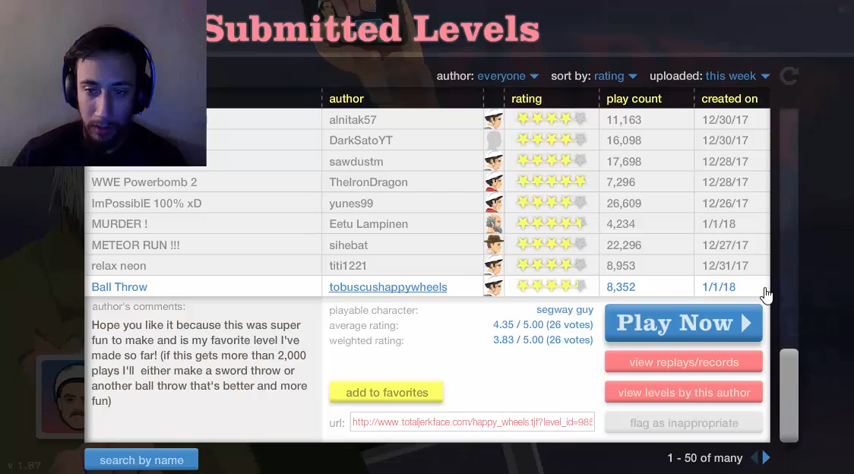 Submitted Levels
author: everyone sort by: rating uploaded: this week
author rating play count created on
alnitak57 11,163 12/30/17
DarkSatoYT 16,098 12/30/17
sawdustm 17,698 12/28/17
WWE Powerbomb 2 TheIronDragon 7,296 12/28/17
ImPossiblE 100% xD yunes99 26,609 12/26/17
MURDER ! Eetu Lampinen 4,234 1/1/18
METEOR RUN !!! sihebat 22,296 12/27/17
relax neon titi1221 8,953 12/31/17
Ball Throw tobuscushappywheels 8,352 1/1/18
author's comments:
Hope you like it because this was super
fun to make and is my favorite level I've
made so far! (if this gets more than 2,000
plays I'll either make a sword throw or
another ball throw that's better and more
fun)
playable character: segway guy
average rating: 4.35 / 5.00 (26 votes)
weighted rating: 3.83 / 5.00 (26 votes)
add to favorites
url: http://www.totaljerkface.com/happy_wheels.tjf?level_id=98
Play Now
view replays/records
view levels by this author
flag as inappropriate
v 1.87
search by name
1 - 50 of many